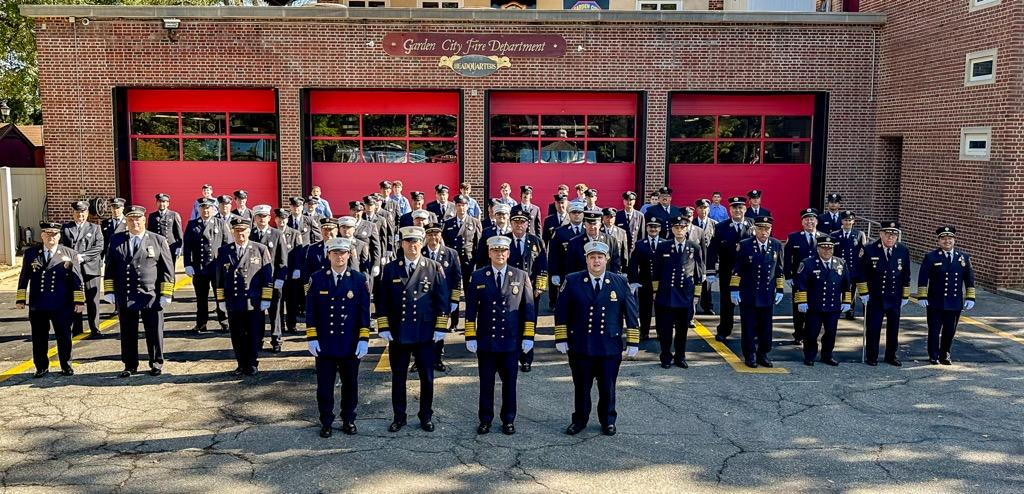 Garden City Fire Department
HEADQUARTERS